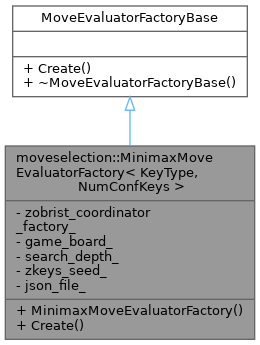 MoveEvaluatorFactoryBase
+ Create()
+ ~MoveEvaluatorFactoryBase()
moveselection::MinimaxMove
EvaluatorFactory< KeyType,
NumConfKeys >
- zobrist_coordinator
_factory_
- game_board_
- search_depth_
- zkeys_seed_
- json_file_
+ MinimaxMoveEvaluatorFactory()
+ Create()